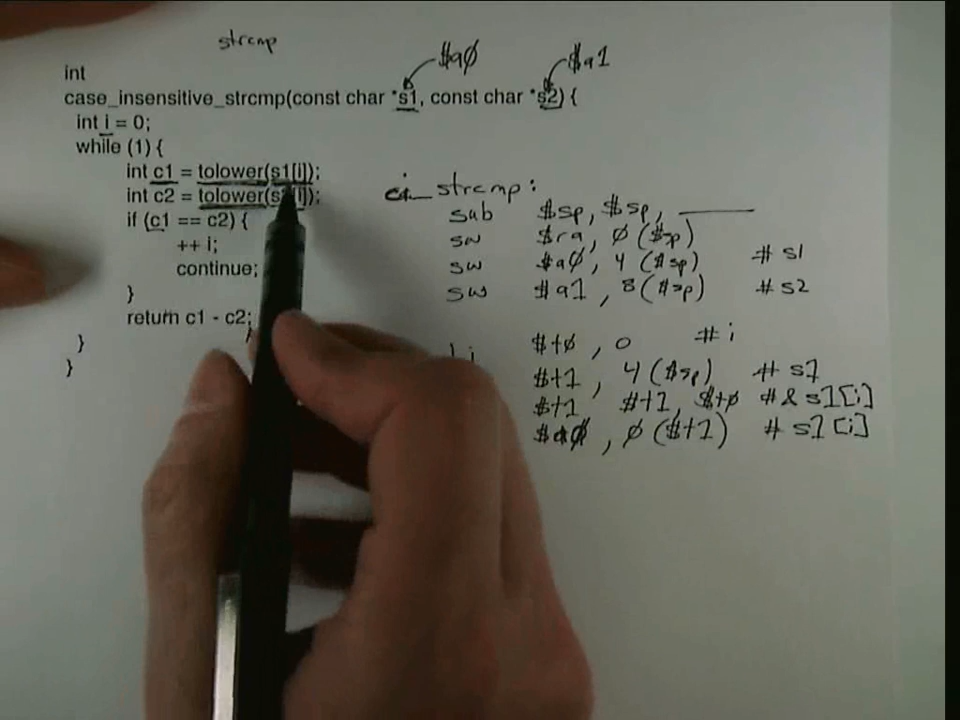 strcmp
$a0 $a1
int
case_insensitive_strcmp(const char *s1, const char *s2) {
int i = 0;
while (1) {
int c1 = tolower(s1[i]);
int c2 = tolower(s2[i]);
if (c1 == c2) {
++ i;
continue;
}
return c1 - c2;
}
}
ci_strcmp:
sub $sp, $sp, ______
sw $ra, 0($sp)
sw $a0, 4($sp) # s1
sw $a1, 8($sp) # s2
li $t0, 0 # i
$t1, 4($sp) # s1
$t1, $t1, $t0 # & s1[i]
$a0, 0($t1) # s1[i]